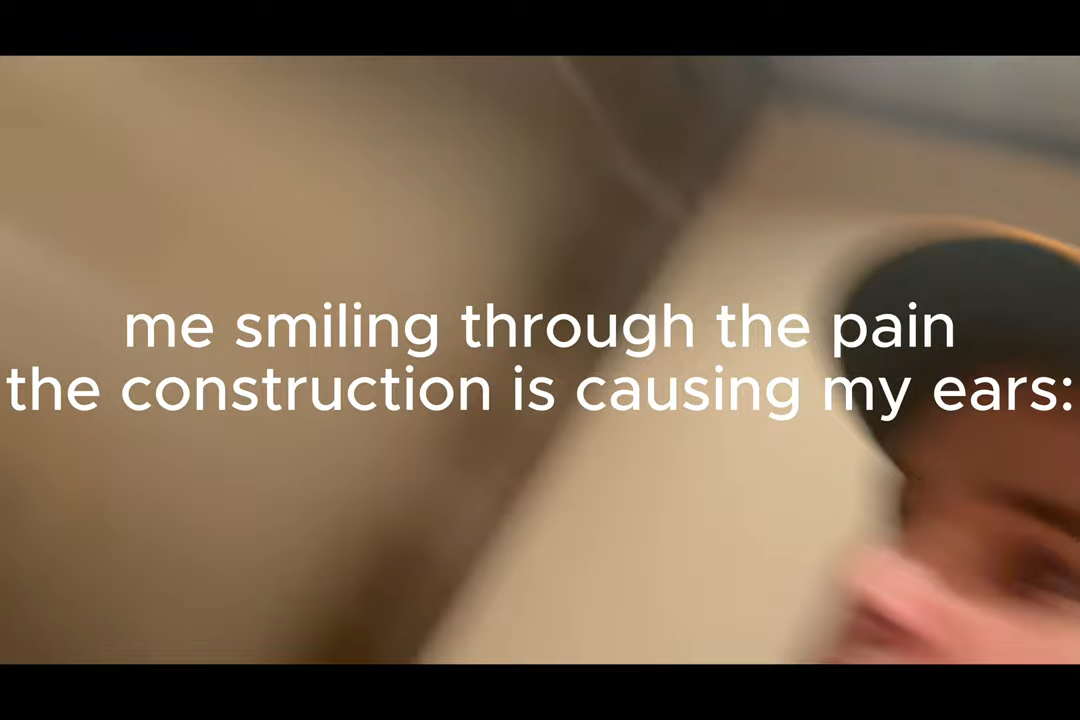 me smiling through the pain
the construction is causing my ears: